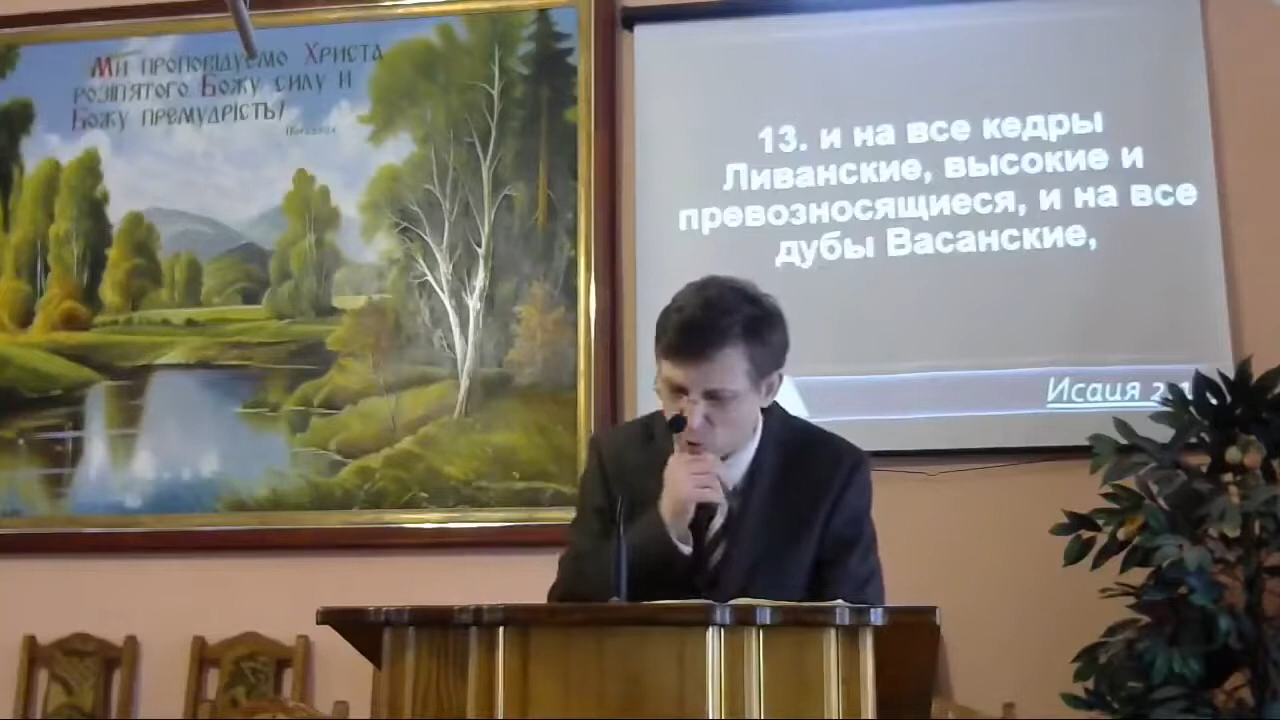 Ми проповідуємо Христа
розіп'ятого, Божу силу и
Божу премудрість!
13. и на все кедры
Ливанские, высокие и
превозносящиеся, и на все
дубы Васанские,
Исаия